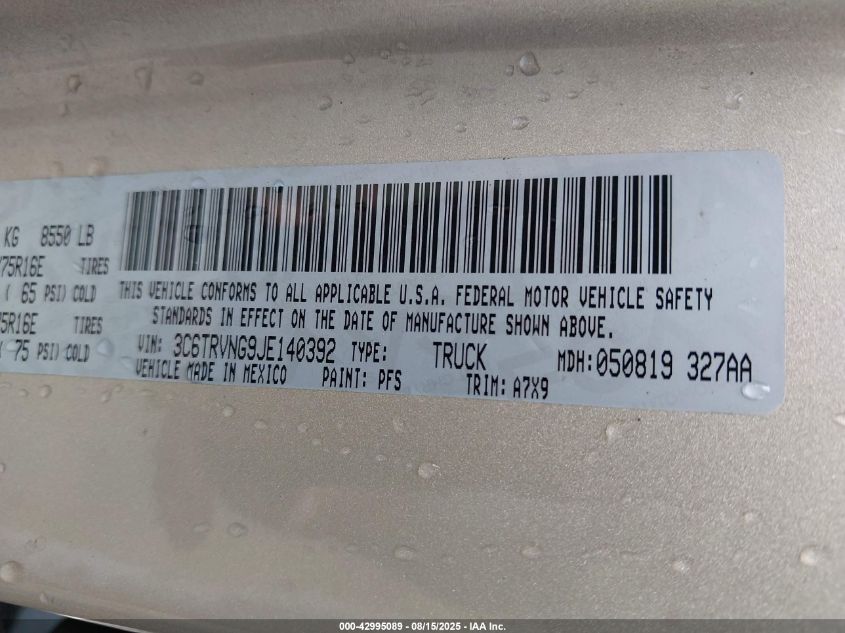 KG 8550 LB
75R16E TIRES
( 65 PSI) COLD
5R16E TIRES
( 75 PSI) COLD
THIS VEHICLE CONFORMS TO ALL APPLICABLE U.S.A. FEDERAL MOTOR VEHICLE SAFETY
STANDARDS IN EFFECT ON THE DATE OF MANUFACTURE SHOWN ABOVE.
VIN: 3C6TRVNG9JE140392 TYPE: TRUCK MDH:050819 327AA
VEHICLE MADE IN MEXICO PAINT: PFS TRIM: A7X9
000-42995089 - 08/15/2025 - IAA Inc.